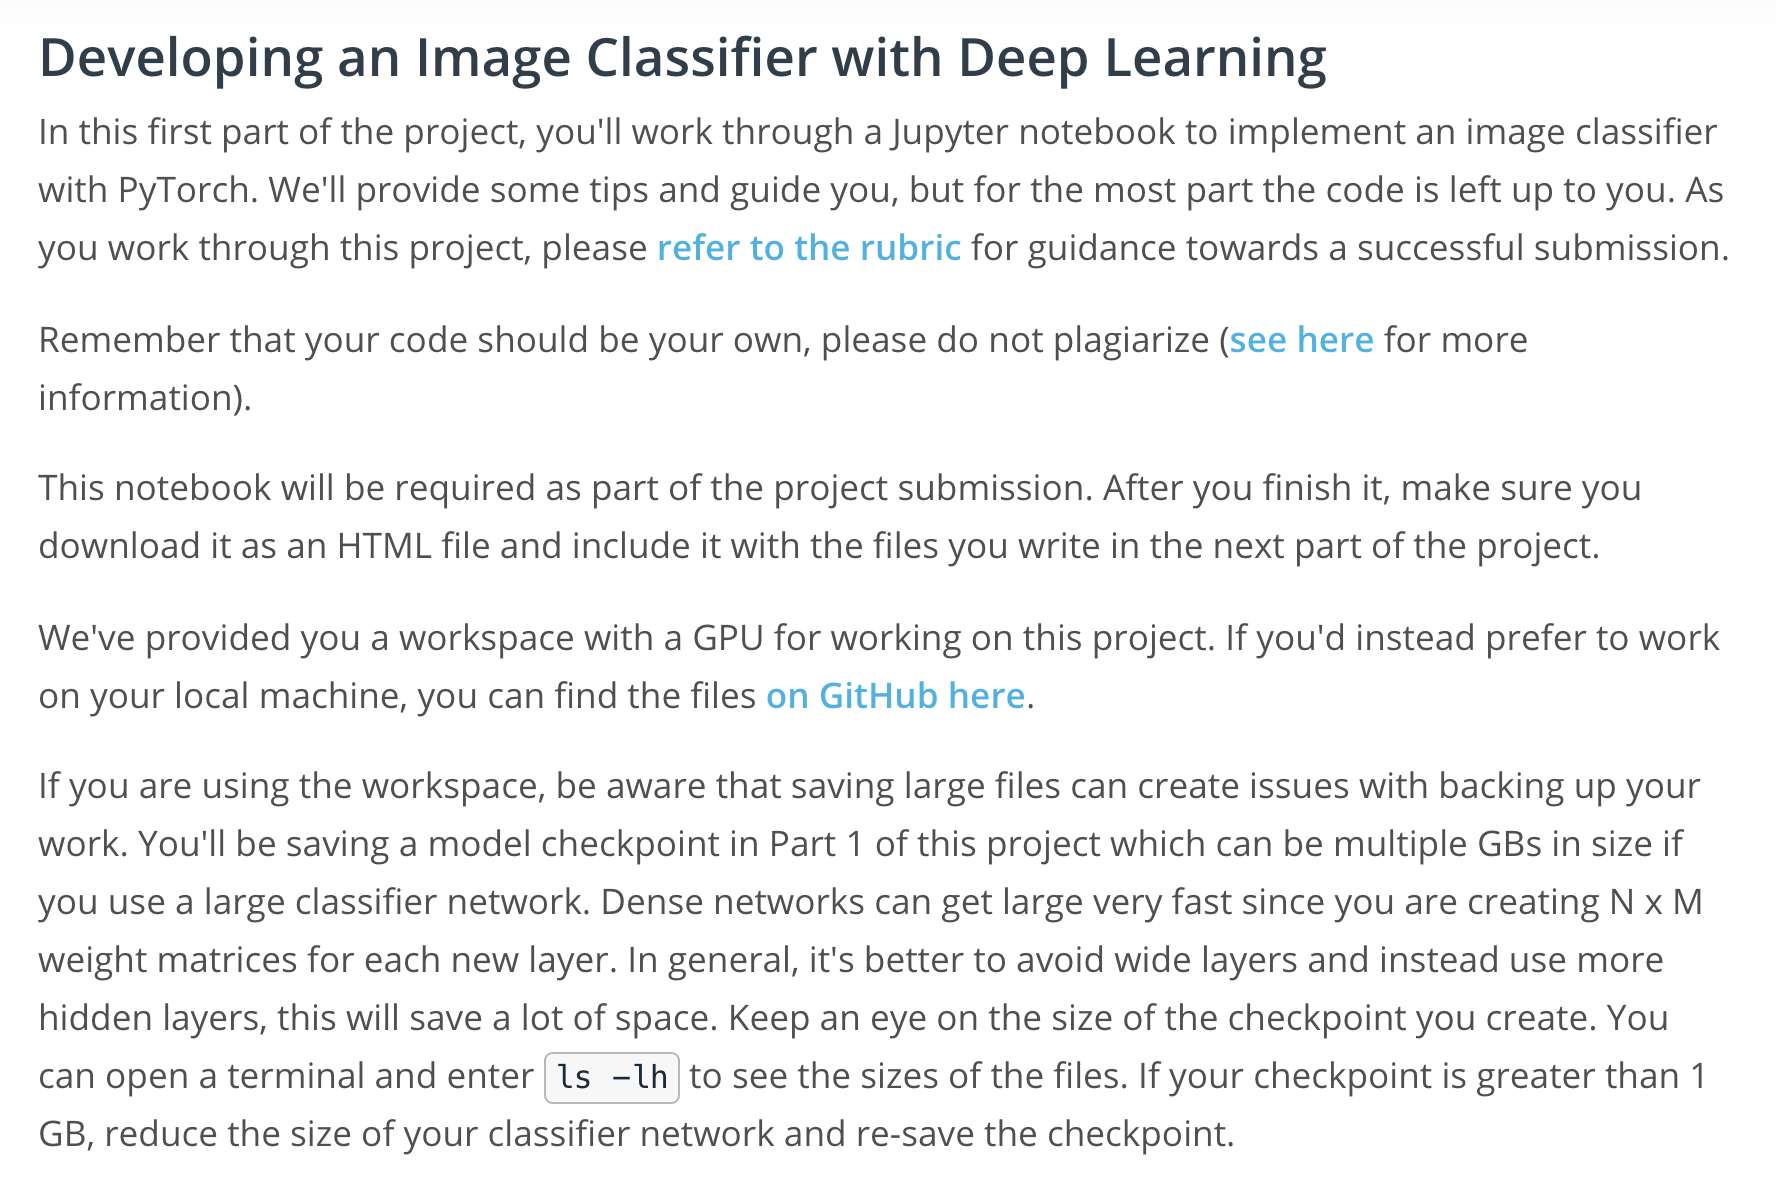 Developing an Image Classifier with Deep Learning
In this first part of the project, you'll work through a Jupyter notebook to implement an image classifier
with PyTorch. We'll provide some tips and guide you, but for the most part the code is left up to you. As
you work through this project, please refer to the rubric for guidance towards a successful submission.
Remember that your code should be your own, please do not plagiarize (see here for more
information).
This notebook will be required as part of the project submission. After you finish it, make sure you
download it as an HTML file and include it with the files you write in the next part of the project.
We've provided you a workspace with a GPU for working on this project. If you'd instead prefer to work
on your local machine, you can find the files on GitHub here.
If you are using the workspace, be aware that saving large files can create issues with backing up your
work. You'll be saving a model checkpoint in Part 1 of this project which can be multiple GBs in size if
you use a large classifier network. Dense networks can get large very fast since you are creating N x M
weight matrices for each new layer. In general, it's better to avoid wide layers and instead use more
hidden layers, this will save a lot of space. Keep an eye on the size of the checkpoint you create. You
can open a terminal and enter ls -lh to see the sizes of the files. If your checkpoint is greater than 1
GB, reduce the size of your classifier network and re-save the checkpoint.